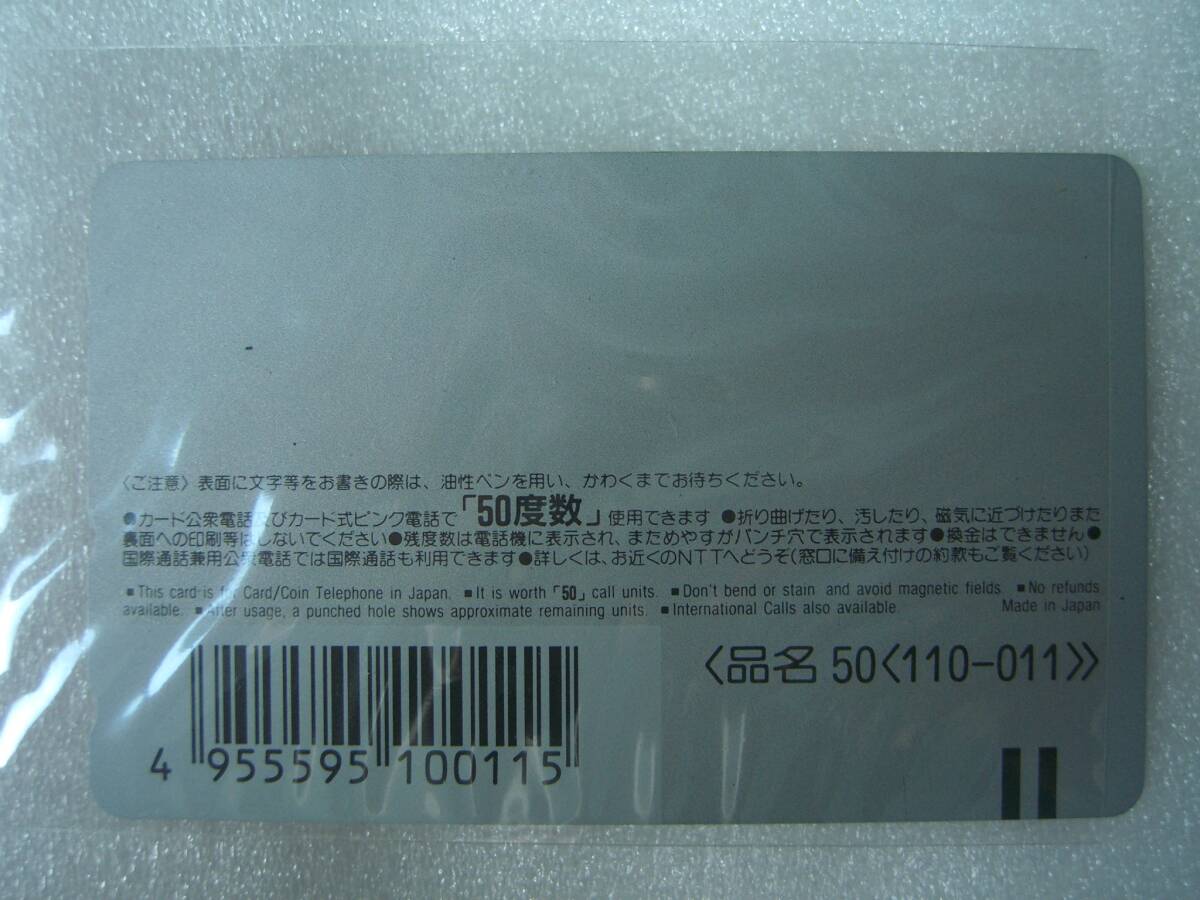 〈ご注意〉表面に文字等をお書きの際は、油性ペンを用い、かわくまでお待ちください。
●カード公衆電話及びカード式ピンク電話で「50度数」使用できます ●折り曲げたり、汚したり、磁気に近づけたりまた
裏面への印刷等はしないでください●残度数は電話機に表示され、まためやすがパンチ穴で表示されます●換金はできません●
国際通話兼用公衆電話では国際通話も利用できます●詳しくは、お近くのNTTへどうぞ(窓口に備え付けの約款もご覧ください)
■This card is for Card/Coin Telephone in Japan. ■It is worth「50」call units. ■Don't bend or stain and avoid magnetic fields. ■No refunds
available. ■After usage, a punched hole shows approximate remaining units. ■International Calls also available. Made in Japan
〈品名 50〈110-011〉〉
4 955595 100115